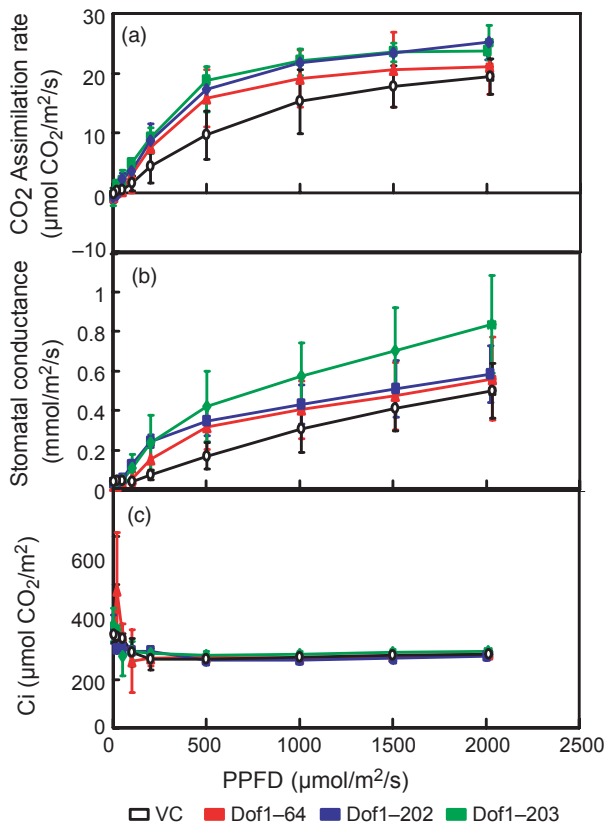 (a)
30
20
10
0
–10
CO₂ Assimilation rate
(µmol CO₂/m²/s)
(b)
1
0.8
0.6
0.4
0.2
0
Stomatal conductance
(mmol/m²/s)
(c)
600
400
200
0
Ci (µmol CO₂/m²)
0 500 1000 1500 2000 2500
PPFD (µmol/m²/s)
VC Dof1–64 Dof1–202 Dof1–203